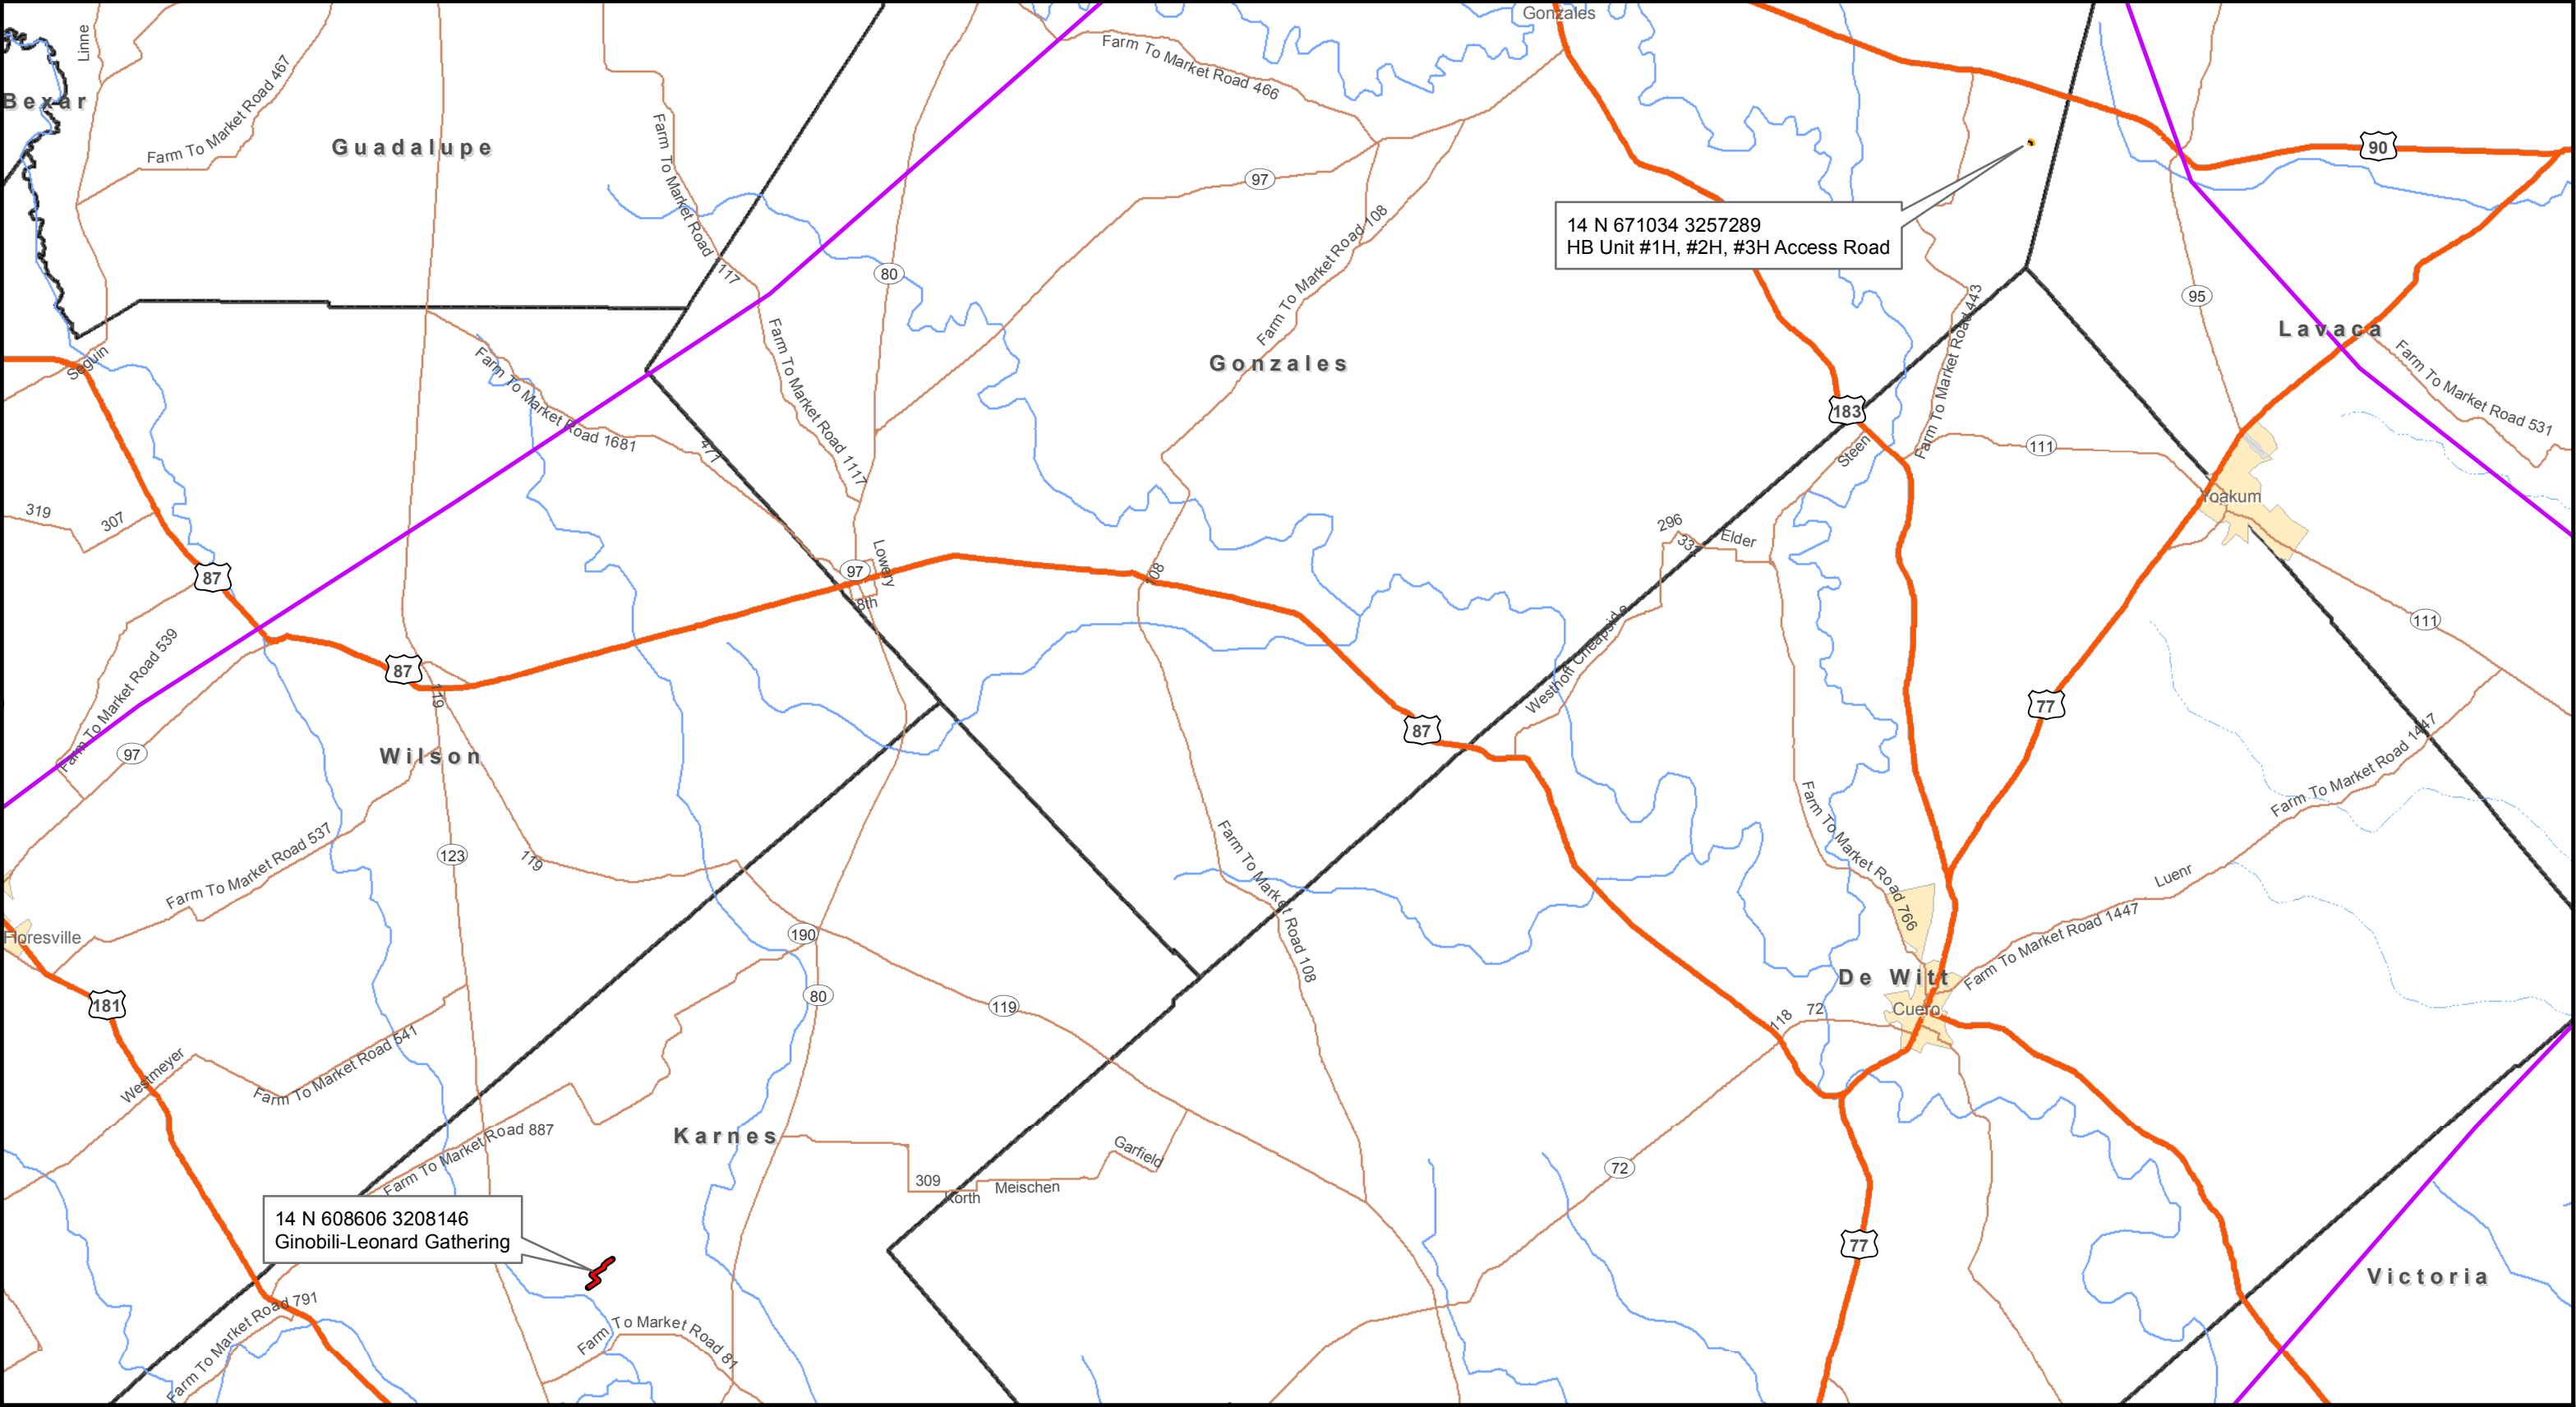 Linne
Gonzales
Farm To Market Road 466
Farm To Market Road 467
Bexar
Guadalupe
Farm To Market Road 1117
90
97
14 N 671034 3257289
HB Unit #1H, #2H, #3H Access Road
Farm To Market Road 108
80
95
Lavaca
Farm To Market Road 443
Farm To Market Road 1117
Seguin
Farm To Market Road 1681
Gonzales
Farm To Market Road 531
183
Steen
111
471
Yoakum
319
307
296
Elder
87
97
Lowery
8th
108
Westhoff Cheapside
111
Farm To Market Road 539
87
119
97
Wilson
87
77
Farm To Market Road 1447
Farm To Market Road 537
123
119
Farm To Market Road 108
Farm To Market Road 766
Luenr
Floresville
190
Farm To Market Road 1447
De Witt
Cuero
181
80
119
118
72
Westmeyer
Farm To Market Road 541
Farm To Market Road 887
Karnes
Garfield
309
Korth
Meischen
72
14 N 608606 3208146
Ginobili-Leonard Gathering
77
Victoria
Farm To Market Road 791
Farm To Market Road 81